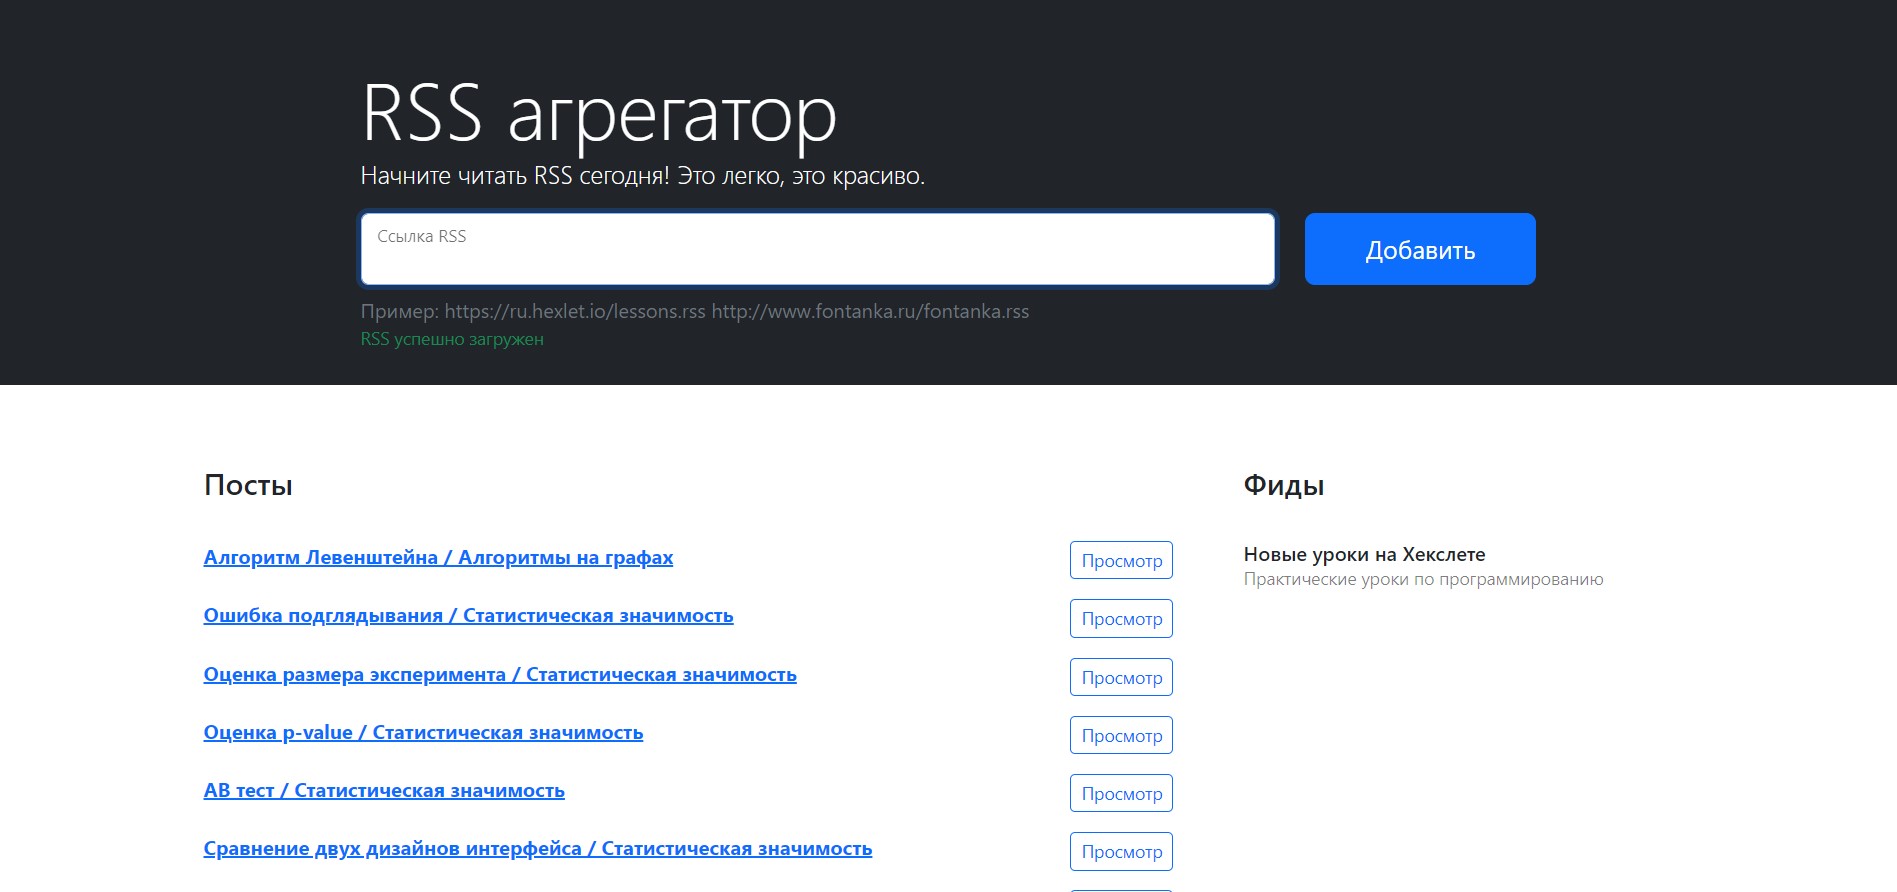 RSS агрегатор
Начните читать RSS сегодня! Это легко, это красиво.
Ссылка RSS
Добавить
Пример: https://ru.hexlet.io/lessons.rss http://www.fontanka.ru/fontanka.rss
RSS успешно загружен
Посты
Алгоритм Левенштейна / Алгоритмы на графах
Просмотр
Ошибка подглядывания / Статистическая значимость
Просмотр
Оценка размера эксперимента / Статистическая значимость
Просмотр
Оценка p-value / Статистическая значимость
Просмотр
AB тест / Статистическая значимость
Просмотр
Сравнение двух дизайнов интерфейса / Статистическая значимость
Просмотр
Фиды
Новые уроки на Хекслете
Практические уроки по программированию